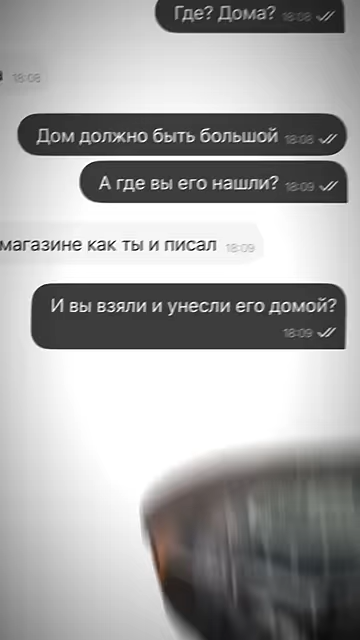 Где? Дома? 18:08
18:08
Дом должно быть большой 18:08
А где вы его нашли? 18:09
магазине как ты и писал 18:09
И вы взяли и унесли его домой?
18:09